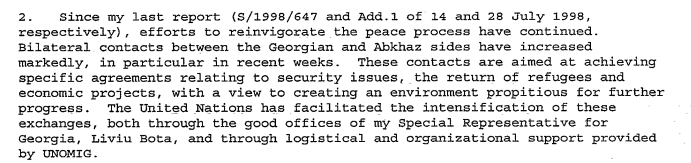 2. Since my last report (S/1998/647 and Add.1 of 14 and 28 July 1998,
respectively), efforts to reinvigorate the peace process have continued.
Bilateral contacts between the Georgian and Abkhaz sides have increased
markedly, in particular in recent weeks. These contacts are aimed at achieving
specific agreements relating to security issues, the return of refugees and
economic projects, with a view to creating an environment propitious for further
progress. The United Nations has facilitated the intensification of these
exchanges, both through the good offices of my Special Representative for
Georgia, Liviu Bota, and through logistical and organizational support provided
by UNOMIG.